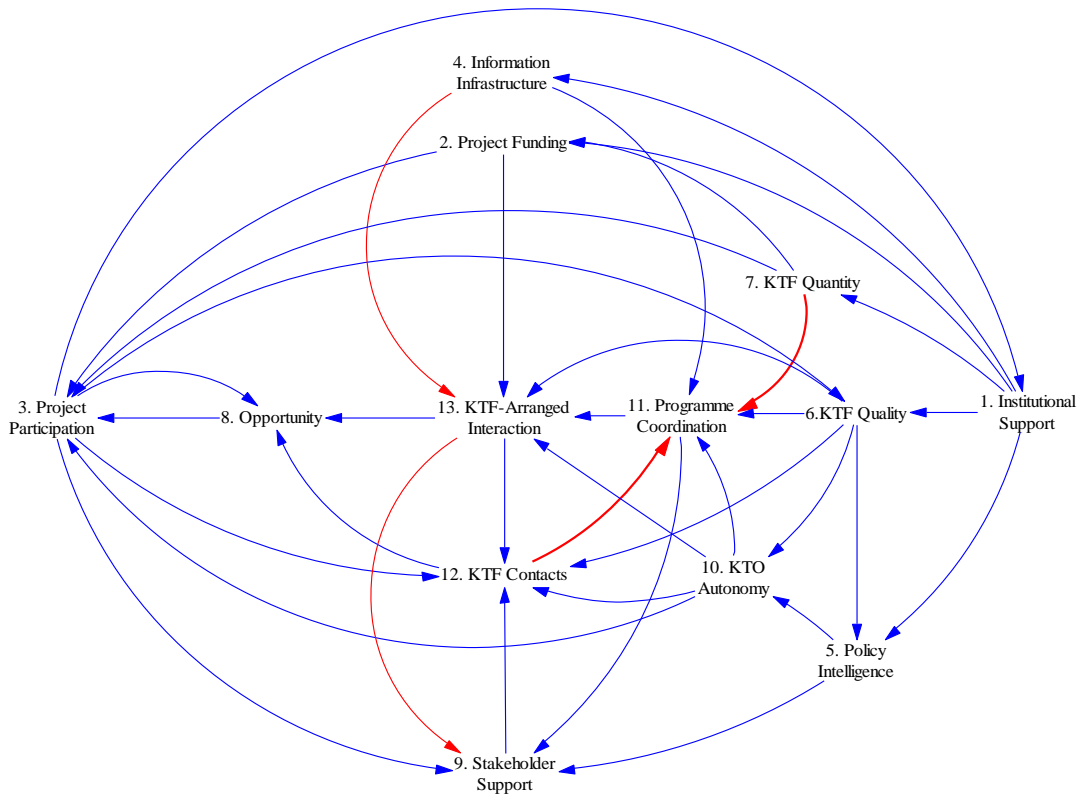 4. Information
Infrastructure
2. Project Funding
7. KTF Quantity
3. Project
Participation
8. Opportunity
13. KTF-Arranged
Interaction
11. Programme
Coordination
6.KTF Quality
1. Institutional
Support
12. KTF Contacts
10. KTO
Autonomy
5. Policy
Intelligence
9. Stakeholder
Support